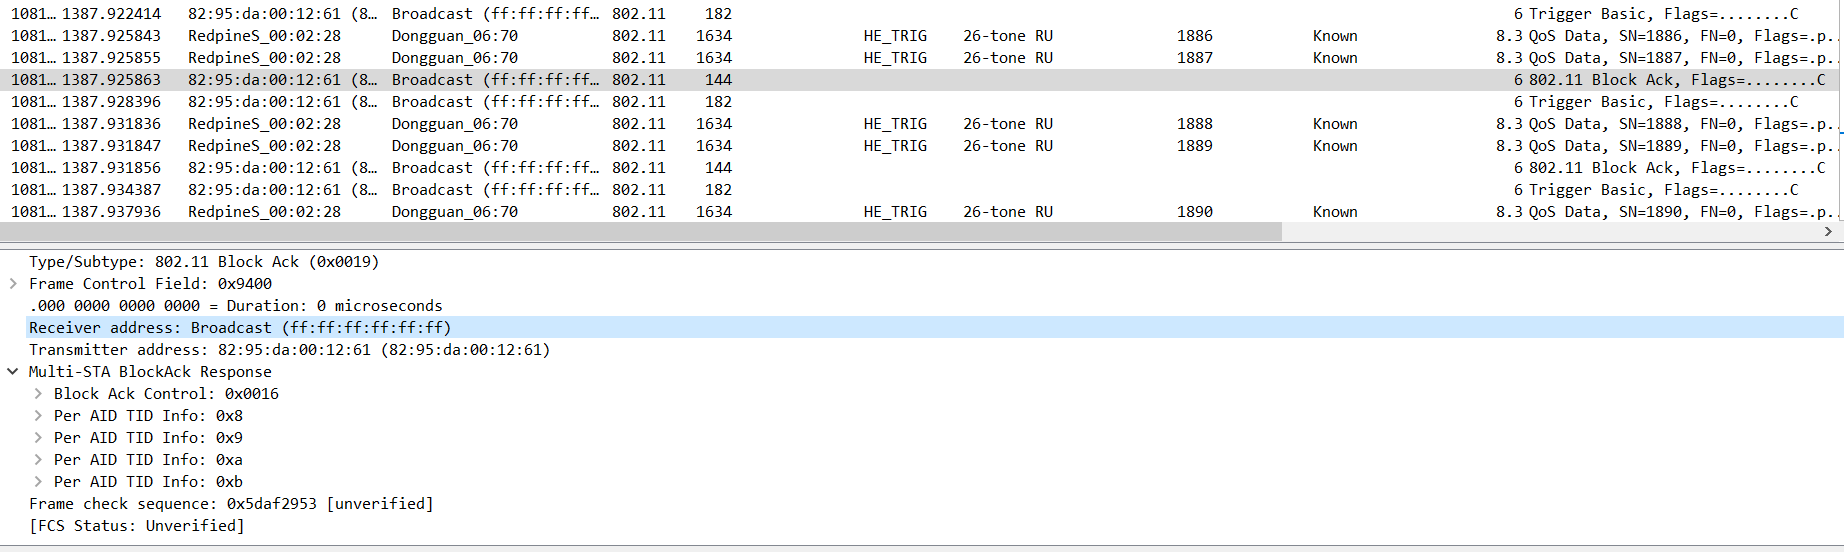 1081… 1387.922414 82:95:da:00:12:61 (8… Broadcast (ff:ff:ff:ff… 802.11 182 6 Trigger Basic, Flags=........C
1081… 1387.925843 RedpineS_00:02:28 Dongguan_06:70 802.11 1634 HE_TRIG 26-tone RU 1886 Known 8.3 QoS Data, SN=1886, FN=0, Flags=.p..
1081… 1387.925855 RedpineS_00:02:28 Dongguan_06:70 802.11 1634 HE_TRIG 26-tone RU 1887 Known 8.3 QoS Data, SN=1887, FN=0, Flags=.p..
1081… 1387.925863 82:95:da:00:12:61 (8… Broadcast (ff:ff:ff:ff… 802.11 144 6 802.11 Block Ack, Flags=........C
1081… 1387.928396 82:95:da:00:12:61 (8… Broadcast (ff:ff:ff:ff… 802.11 182 6 Trigger Basic, Flags=........C
1081… 1387.931836 RedpineS_00:02:28 Dongguan_06:70 802.11 1634 HE_TRIG 26-tone RU 1888 Known 8.3 QoS Data, SN=1888, FN=0, Flags=.p..
1081… 1387.931847 RedpineS_00:02:28 Dongguan_06:70 802.11 1634 HE_TRIG 26-tone RU 1889 Known 8.3 QoS Data, SN=1889, FN=0, Flags=.p..
1081… 1387.931856 82:95:da:00:12:61 (8… Broadcast (ff:ff:ff:ff… 802.11 144 6 802.11 Block Ack, Flags=........C
1081… 1387.934387 82:95:da:00:12:61 (8… Broadcast (ff:ff:ff:ff… 802.11 182 6 Trigger Basic, Flags=........C
1081… 1387.937936 RedpineS_00:02:28 Dongguan_06:70 802.11 1634 HE_TRIG 26-tone RU 1890 Known 8.3 QoS Data, SN=1890, FN=0, Flags=.p..
Type/Subtype: 802.11 Block Ack (0x0019)
Frame Control Field: 0x9400
.000 0000 0000 0000 = Duration: 0 microseconds
Receiver address: Broadcast (ff:ff:ff:ff:ff:ff)
Transmitter address: 82:95:da:00:12:61 (82:95:da:00:12:61)
Multi-STA BlockAck Response
Block Ack Control: 0x0016
Per AID TID Info: 0x8
Per AID TID Info: 0x9
Per AID TID Info: 0xa
Per AID TID Info: 0xb
Frame check sequence: 0x5daf2953 [unverified]
[FCS Status: Unverified]